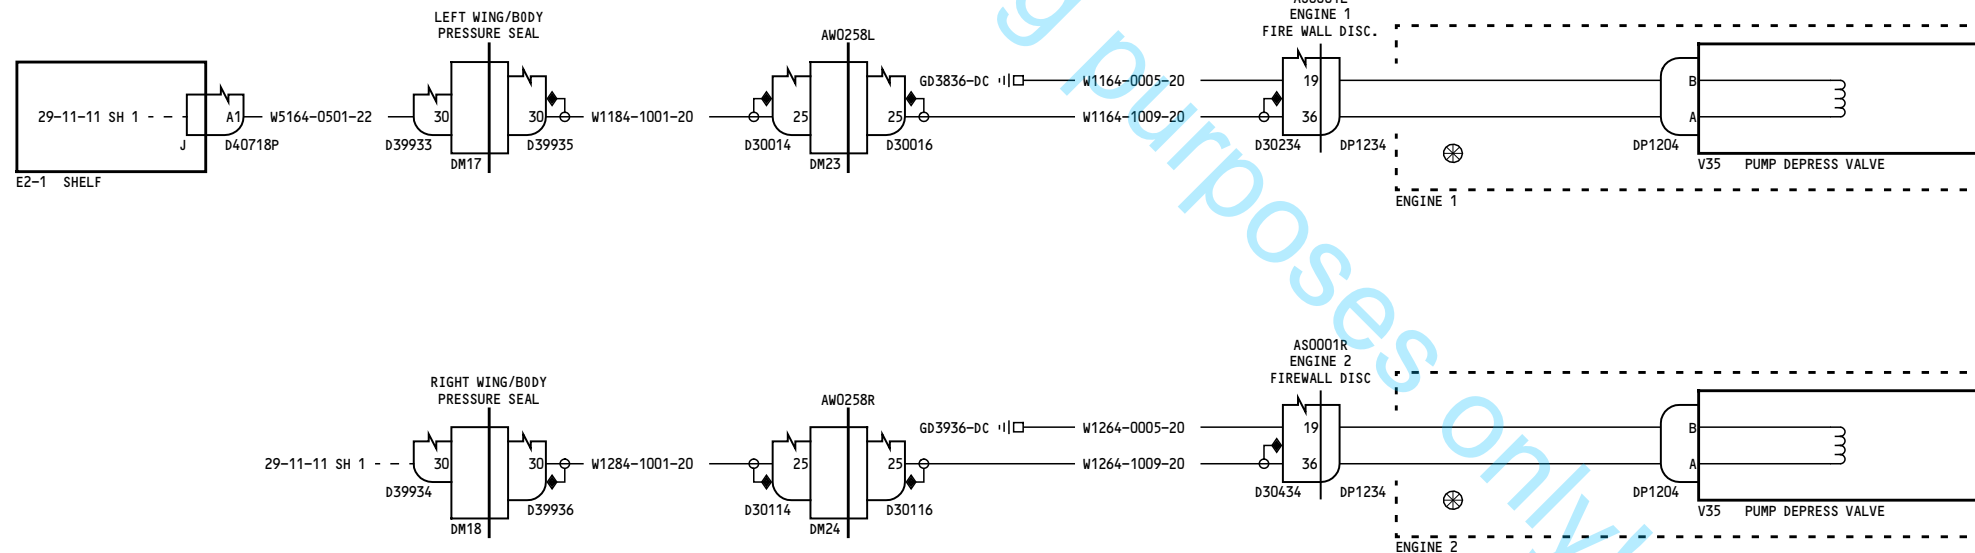 LEFT WING/BODY
PRESSURE SEAL
AW0258L
ENGINE 1
FIRE WALL DISC.
GD3836-DC
W1164-0005-20
19
B
29-11-11 SH 1
A1
W5164-0501-22
30
30
W1184-1001-20
25
25
W1164-1009-20
36
A
J
D40718P
D39933
D39935
D30014
D30016
D30234
DP1234
DP1204
DM17
DM23
V35 PUMP DEPRESS VALVE
E2-1 SHELF
ENGINE 1
g purposes only!
AS0001R
ENGINE 2
FIREWALL DISC
RIGHT WING/BODY
PRESSURE SEAL
AW0258R
GD3936-DC
W1264-0005-20
19
B
29-11-11 SH 1
30
30
W1284-1001-20
25
25
W1264-1009-20
36
A
D39934
D39936
D30114
D30116
D30434
DP1234
DP1204
DM18
DM24
V35 PUMP DEPRESS VALVE
ENGINE 2